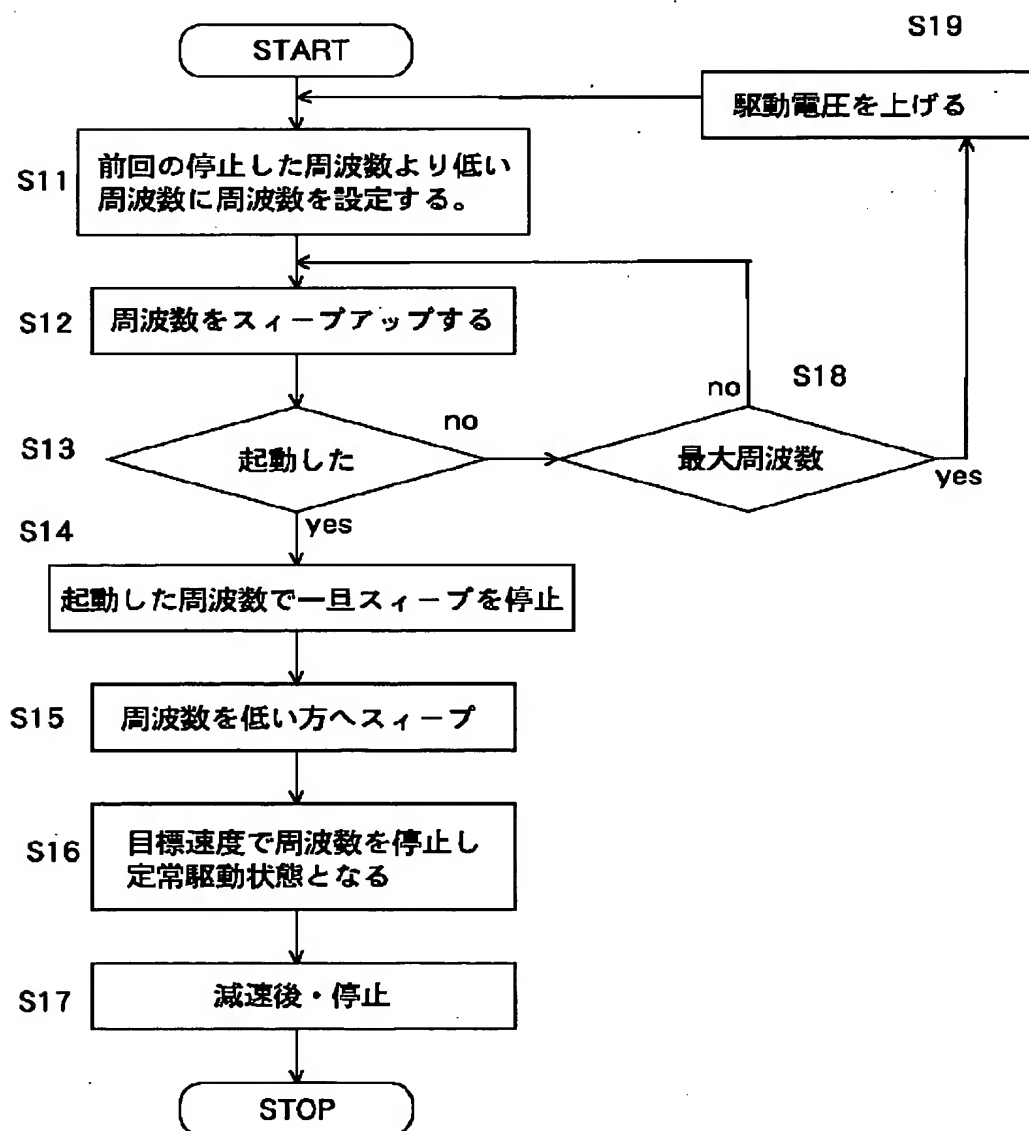 S19
START
駆動電圧を上げる
S11
前回の停止した周波数より低い
周波数に周波数を設定する。
S12
周波数をスィープアップする
S18
no
S13
起動した
no
最大周波数
yes
yes
S14
起動した周波数で一旦スィープを停止
S15
周波数を低い方へスィープ
S16
目標速度で周波数を停止し
定常駆動状態となる
S17
減速後・停止
STOP